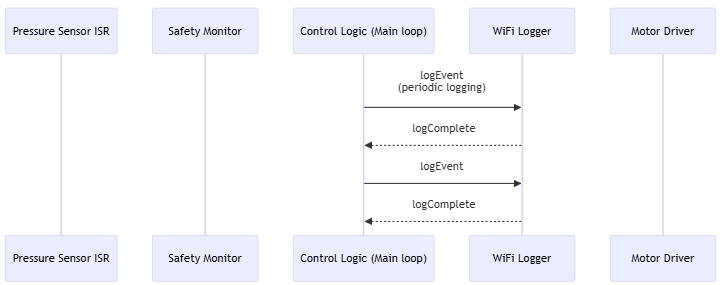 Pressure Sensor ISR
Safety Monitor
Control Logic (Main loop)
WiFi Logger
Motor Driver
logEvent
(periodic logging)
logComplete
logEvent
logComplete
Pressure Sensor ISR
Safety Monitor
Control Logic (Main loop)
WiFi Logger
Motor Driver